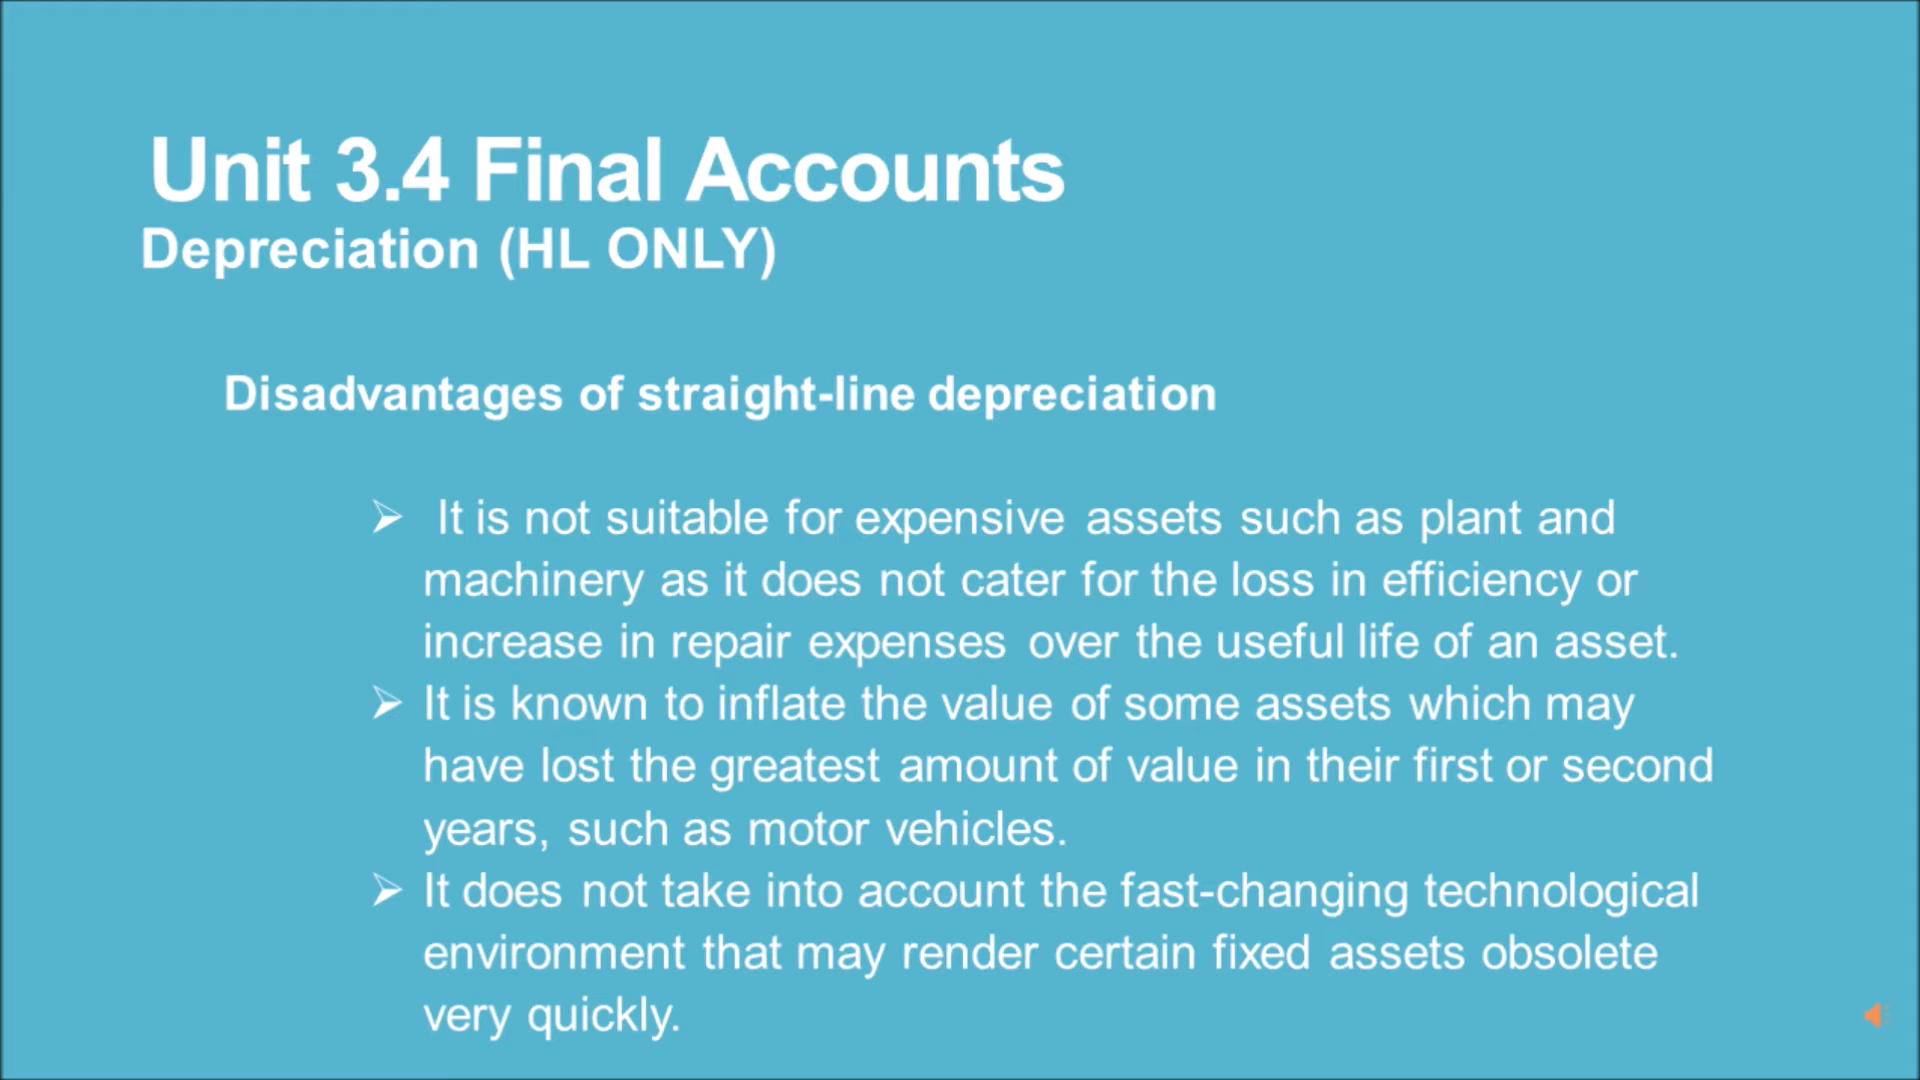 Unit 3.4 Final Accounts
Depreciation (HL ONLY)
Disadvantages of straight-line depreciation
➢ It is not suitable for expensive assets such as plant and
machinery as it does not cater for the loss in efficiency or
increase in repair expenses over the useful life of an asset.
➢ It is known to inflate the value of some assets which may
have lost the greatest amount of value in their first or second
years, such as motor vehicles.
➢ It does not take into account the fast-changing technological
environment that may render certain fixed assets obsolete
very quickly.